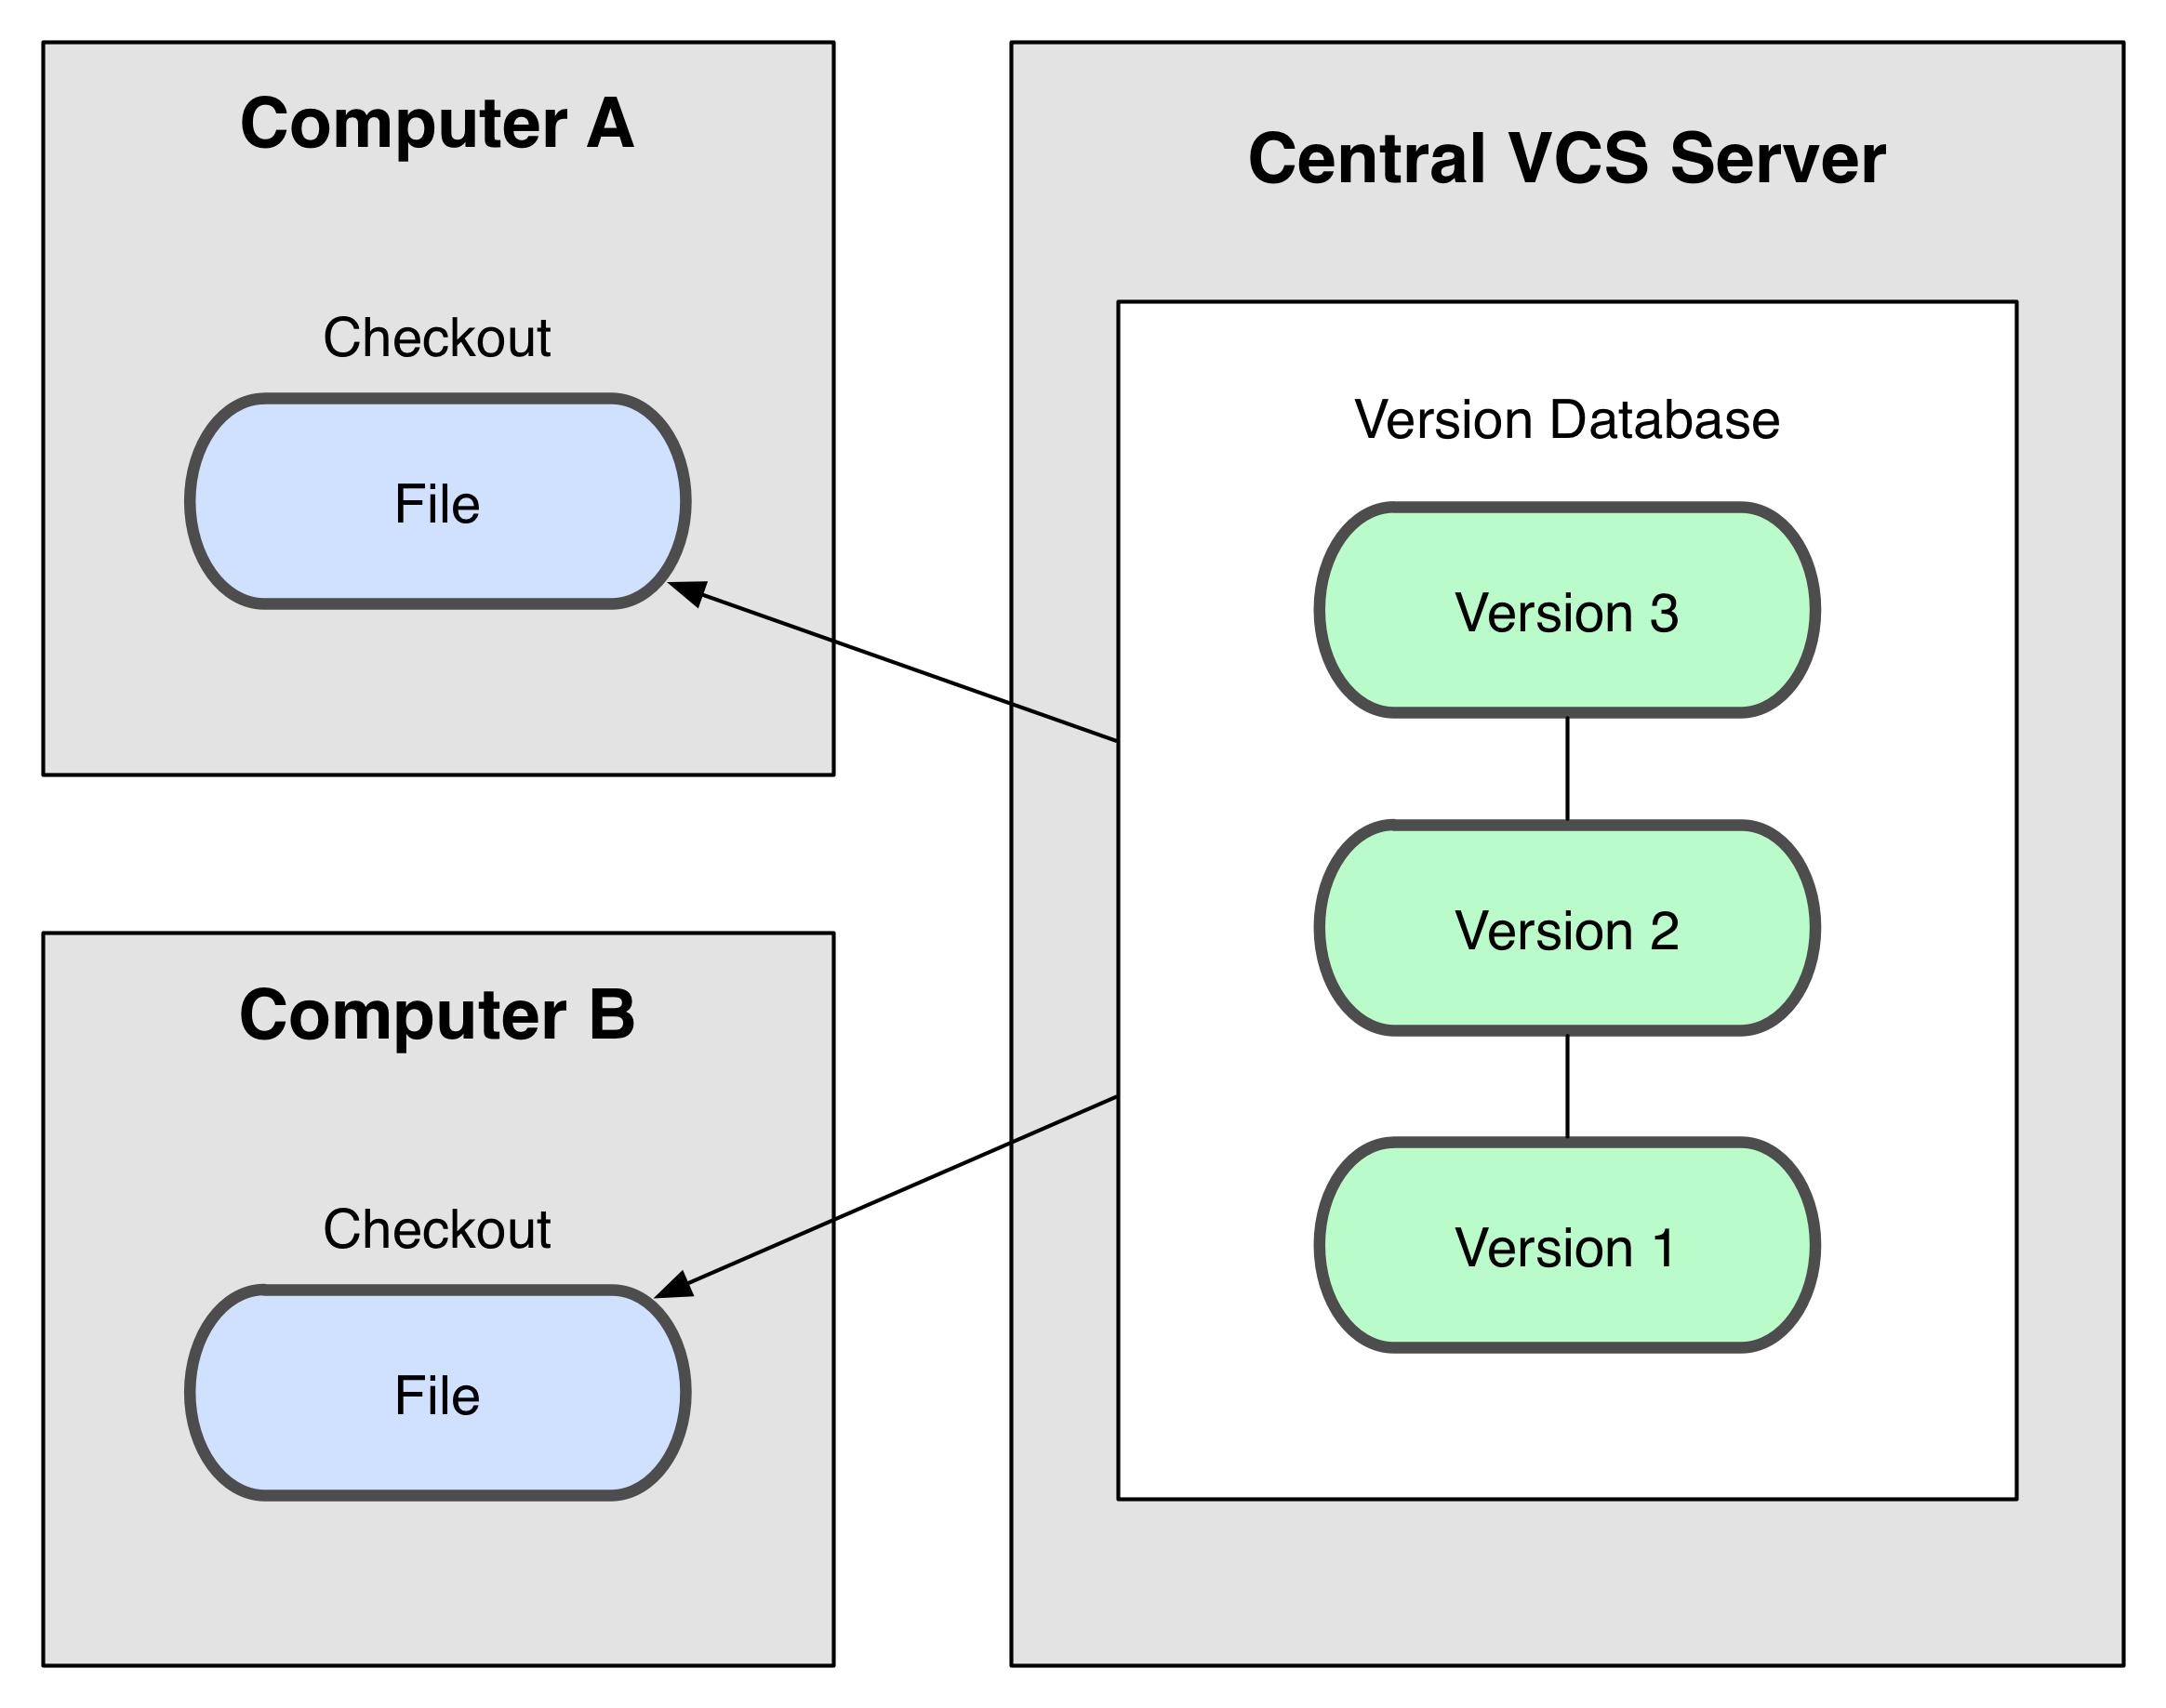 Computer A
Checkout
File
Computer B
Checkout
File
Central VCS Server
Version Database
Version 3
Version 2
Version 1